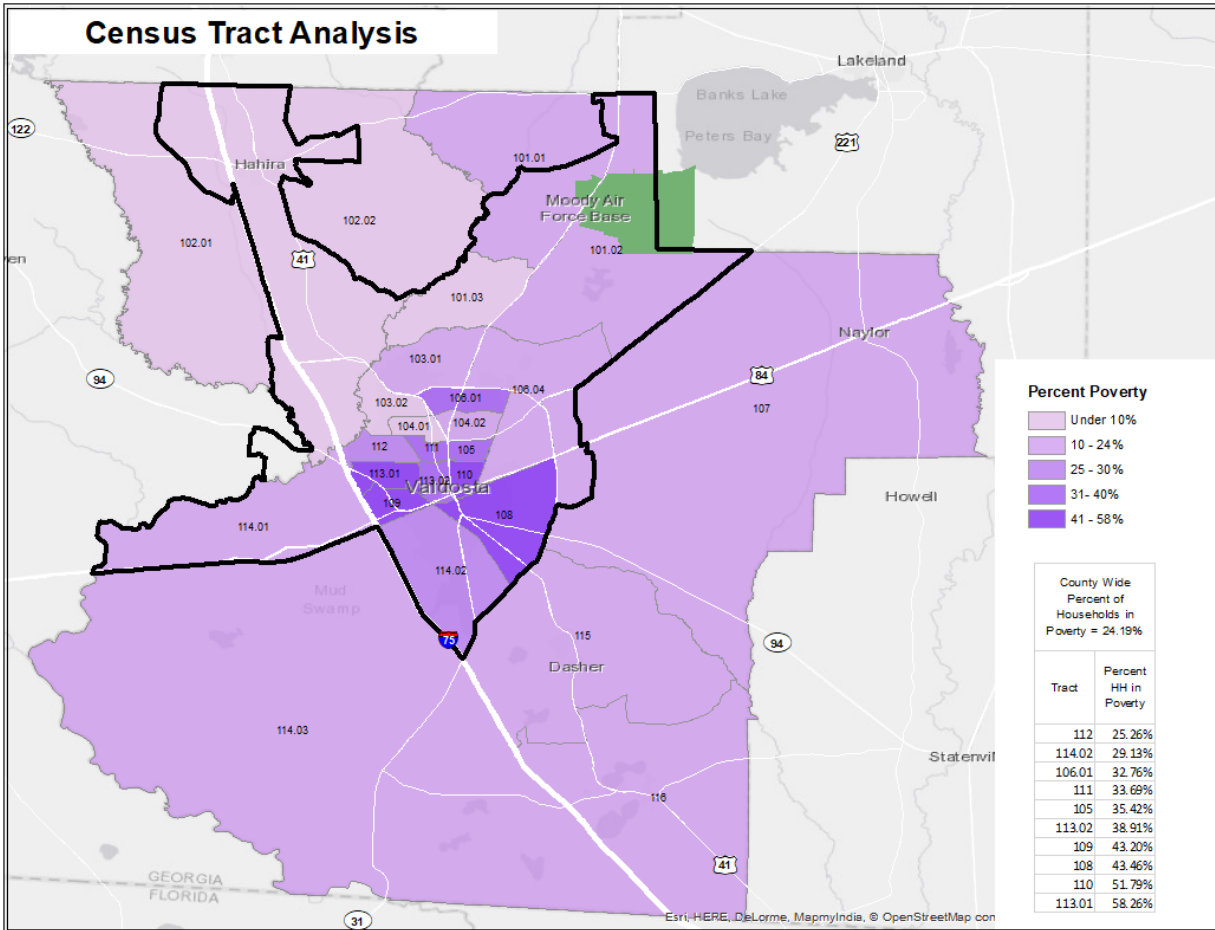 Census Tract Analysis
Lakeland
Banks Lake
122
Peters Bay
221
101.01
Hahira
Moody Air
Force Base
102.02
102.01
101.02
41
ven
101.03
Naylor
103.01
94
84
106.04
103.02
106.01
107
104.01
104.02
112
111
105
113.01
113.02
110
Valdosta
Howell
109
108
114.01
114.02
Mud
Swamp
75
115
94
Dasher
114.03
Statenvil
116
41
GEORGIA
FLORIDA
31
Esri, HERE, DeLorme, MapmyIndia, © OpenStreetMap con
Percent Poverty
Under 10%
10 - 24%
25 - 30%
31- 40%
41 - 58%
County Wide
Percent of
Households in
Poverty = 24.19%
Tract Percent
HH in
Poverty
112 25.26%
114.02 29.13%
106.01 32.76%
111 33.69%
105 35.42%
113.02 38.91%
109 43.20%
108 43.46%
110 51.79%
113.01 58.26%